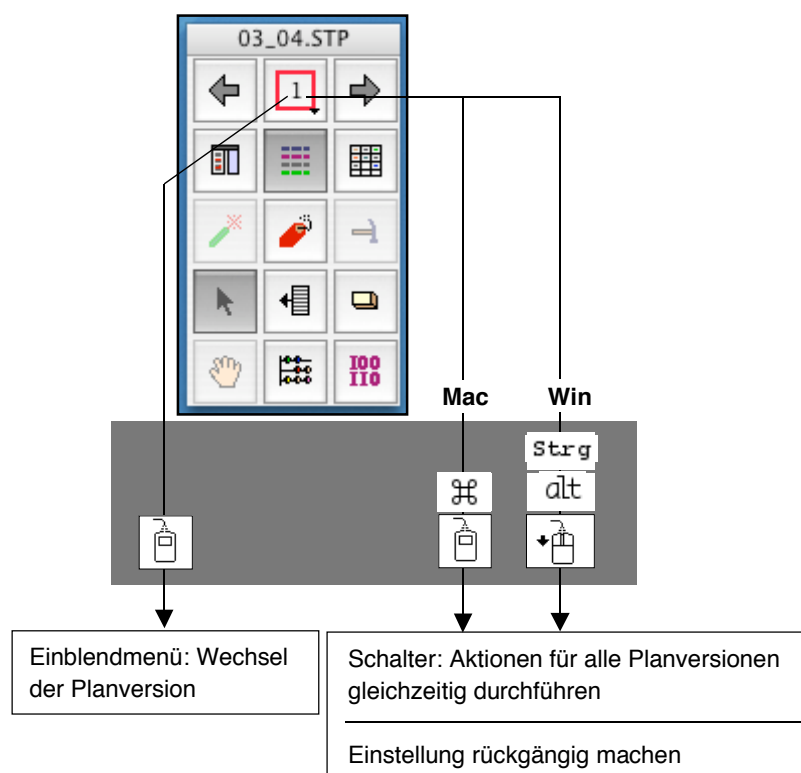 03_04.STP
1
I00
II0
Mac Win
Strg
⌘ alt
Einblendmenü: Wechsel
der Planversion
Schalter: Aktionen für alle Planversionen
gleichzeitig durchführen
Einstellung rückgängig machen